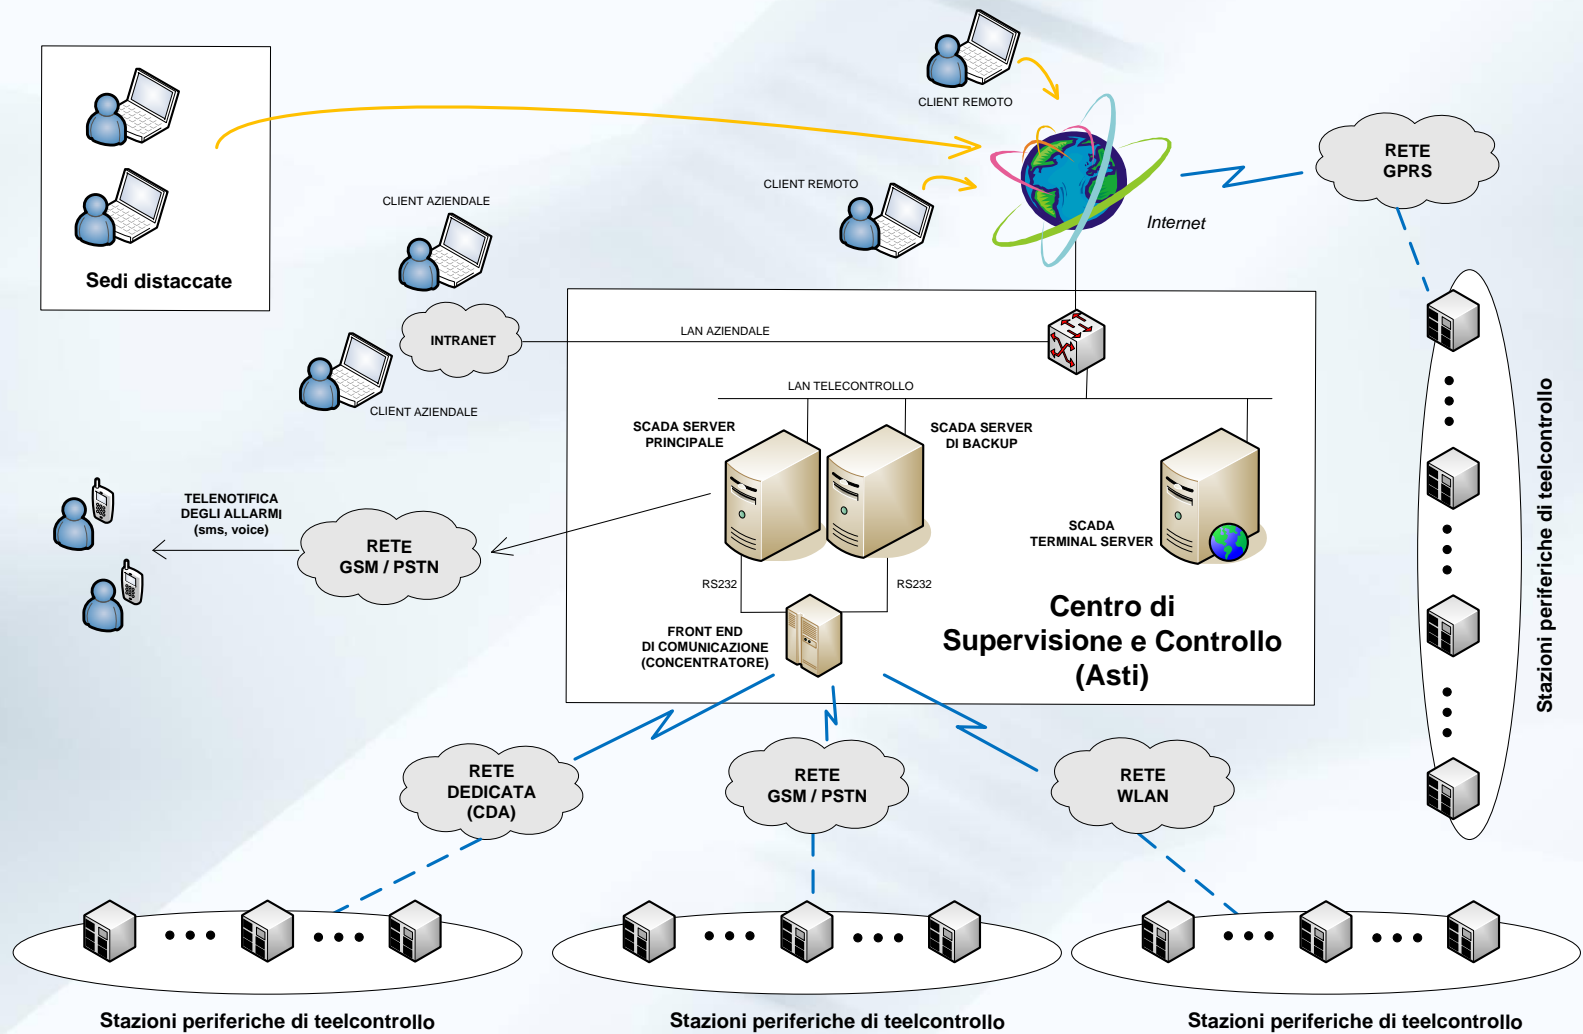 CLIENT REMOTO
RETE
GPRS
CLIENT REMOTO
CLIENT AZIENDALE
Internet
Sedi distaccate
LAN AZIENDALE
INTRANET
LAN TELECONTROLLO
CLIENT AZIENDALE
SCADA SERVER
PRINCIPALE
SCADA SERVER
DI BACKUP
TELENOTIFICA
DEGLI ALLARMI
(sms, voice)
RETE
GSM / PSTN
SCADA
TERMINAL SERVER
RS232
RS232
Centro di
Supervisione e Controllo
(Asti)
FRONT END
DI COMUNICAZIONE
(CONCENTRATORE)
Stazioni periferiche di teelcontrollo
RETE
DEDICATA
(CDA)
RETE
GSM / PSTN
RETE
WLAN
Stazioni periferiche di teelcontrollo
Stazioni periferiche di teelcontrollo
Stazioni periferiche di teelcontrollo